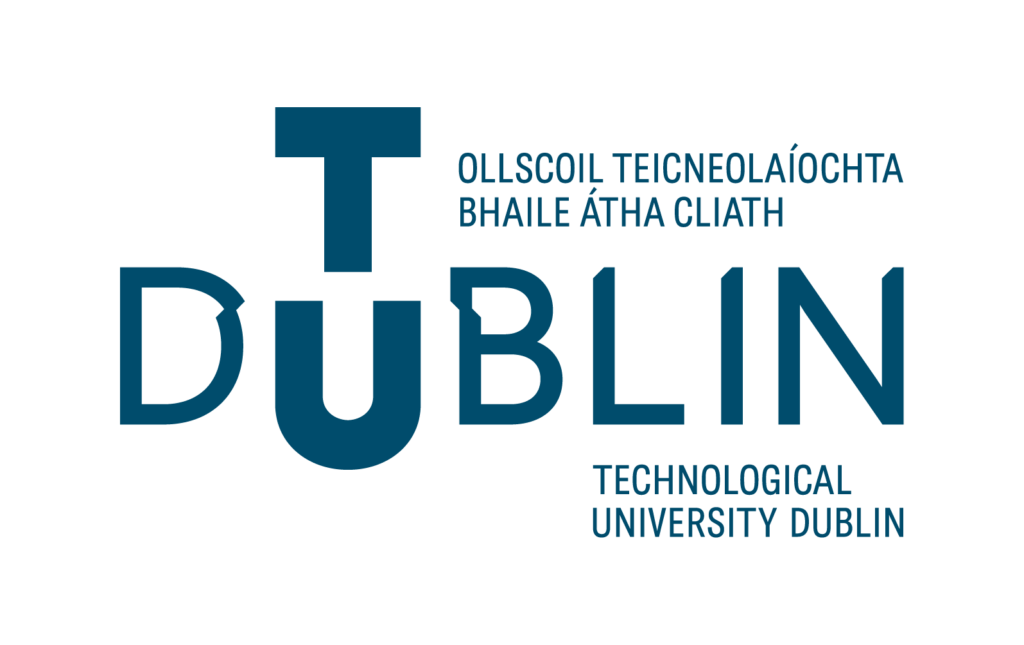 T
OLLSCOIL TEICNEOLAÍOCHTA
BHAILE ÁTHA CLIATH
DUBLIN
TECHNOLOGICAL
UNIVERSITY DUBLIN